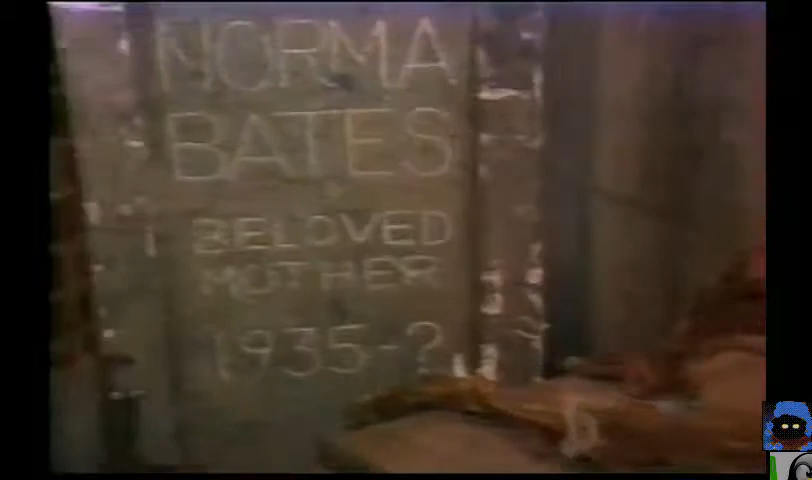 NORMA
BATES
BELOVED
MOTHER
1935-?